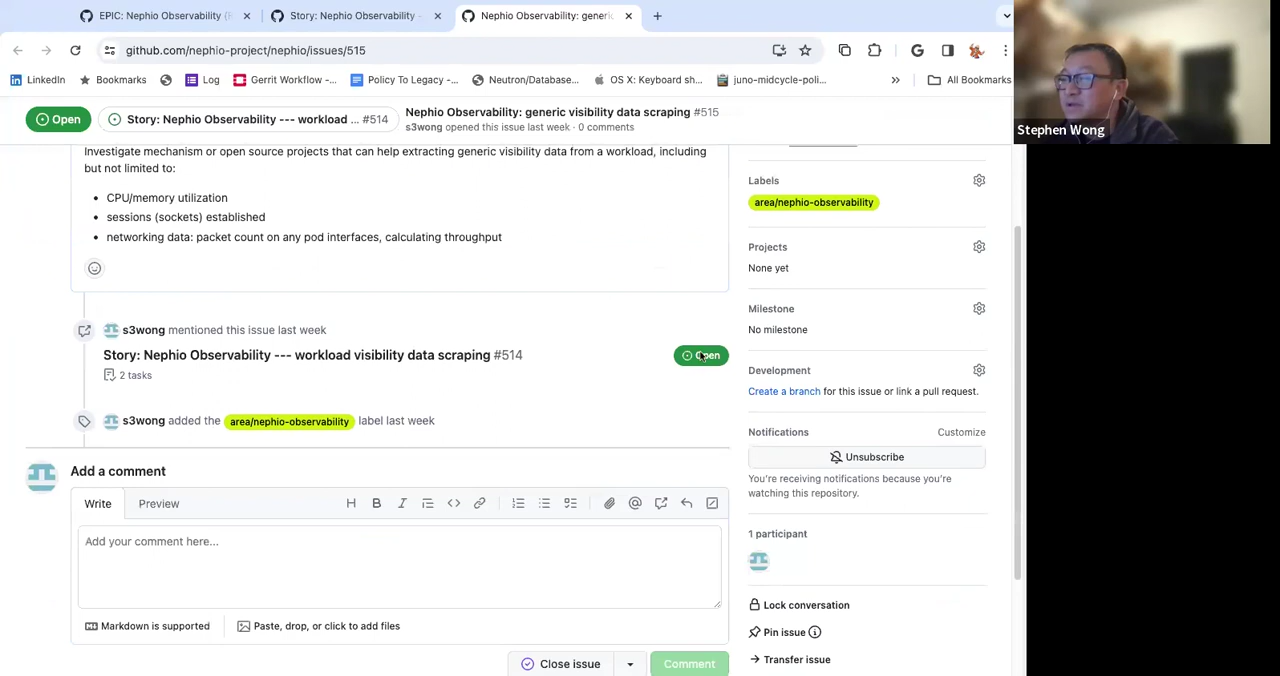 EPIC: Nephio Observability (R
Story: Nephio Observability -
Nephio Observability: generic
github.com/nephio-project/nephio/issues/515
LinkedIn
Bookmarks
Log
Gerrit Workflow -...
Policy To Legacy -...
Neutron/Database...
OS X: Keyboard sh...
juno-midcycle-poli...
»
All Bookmarks
Stephen Wong
Open
Story: Nephio Observability --- workload ... #514
Nephio Observability: generic visibility data scraping #515
s3wong opened this issue last week · 0 comments
Investigate mechanism or open source project that can help extracting generic visibility data from a workload, including
but not limited to:
• CPU/memory utilization
• sessions (sockets) established
• networking data: packet count on any pod interfaces, calculating throughput
s3wong mentioned this issue last week
Story: Nephio Observability --- workload visibility data scraping #514
Open
2 tasks
s3wong added the area/nephio-observability label last week
Add a comment
Write
Preview
Add your comment here...
Markdown is supported
Paste, drop, or click to add files
Close issue
Comment
Labels
area/nephio-observability
Projects
None yet
Milestone
No milestone
Development
Create a branch for this issue or link a pull request.
Notifications
Customize
Unsubscribe
You're receiving notifications because you're
watching this repository.
1 participant
Lock conversation
Pin issue
Transfer issue